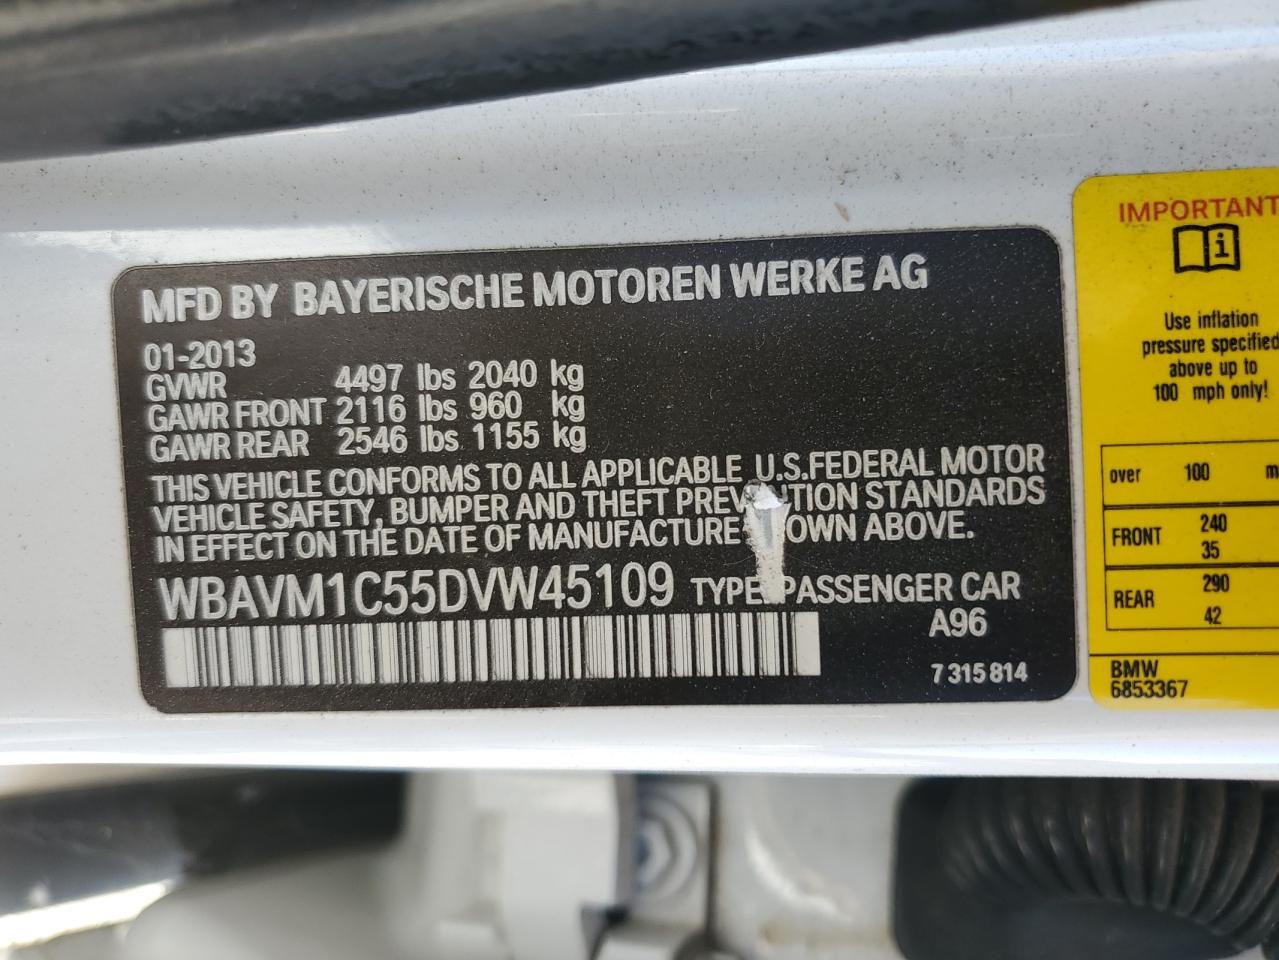 MFD BY BAYERISCHE MOTOREN WERKE AG
01-2013
GVWR 4497 lbs 2040 kg
GAWR FRONT 2116 lbs 960 kg
GAWR REAR 2546 lbs 1155 kg
THIS VEHICLE CONFORMS TO ALL APPLICABLE U.S.FEDERAL MOTOR
VEHICLE SAFETY, BUMPER AND THEFT PREVENTION STANDARDS
IN EFFECT ON THE DATE OF MANUFACTURE SHOWN ABOVE.
WBAVM1C55DVW45109 TYPE: PASSENGER CAR
A96
7 315 814
IMPORTANT
Use inflation
pressure specified
above up to
100 mph only!
over 100
FRONT 240
35
REAR 290
42
BMW
6853367